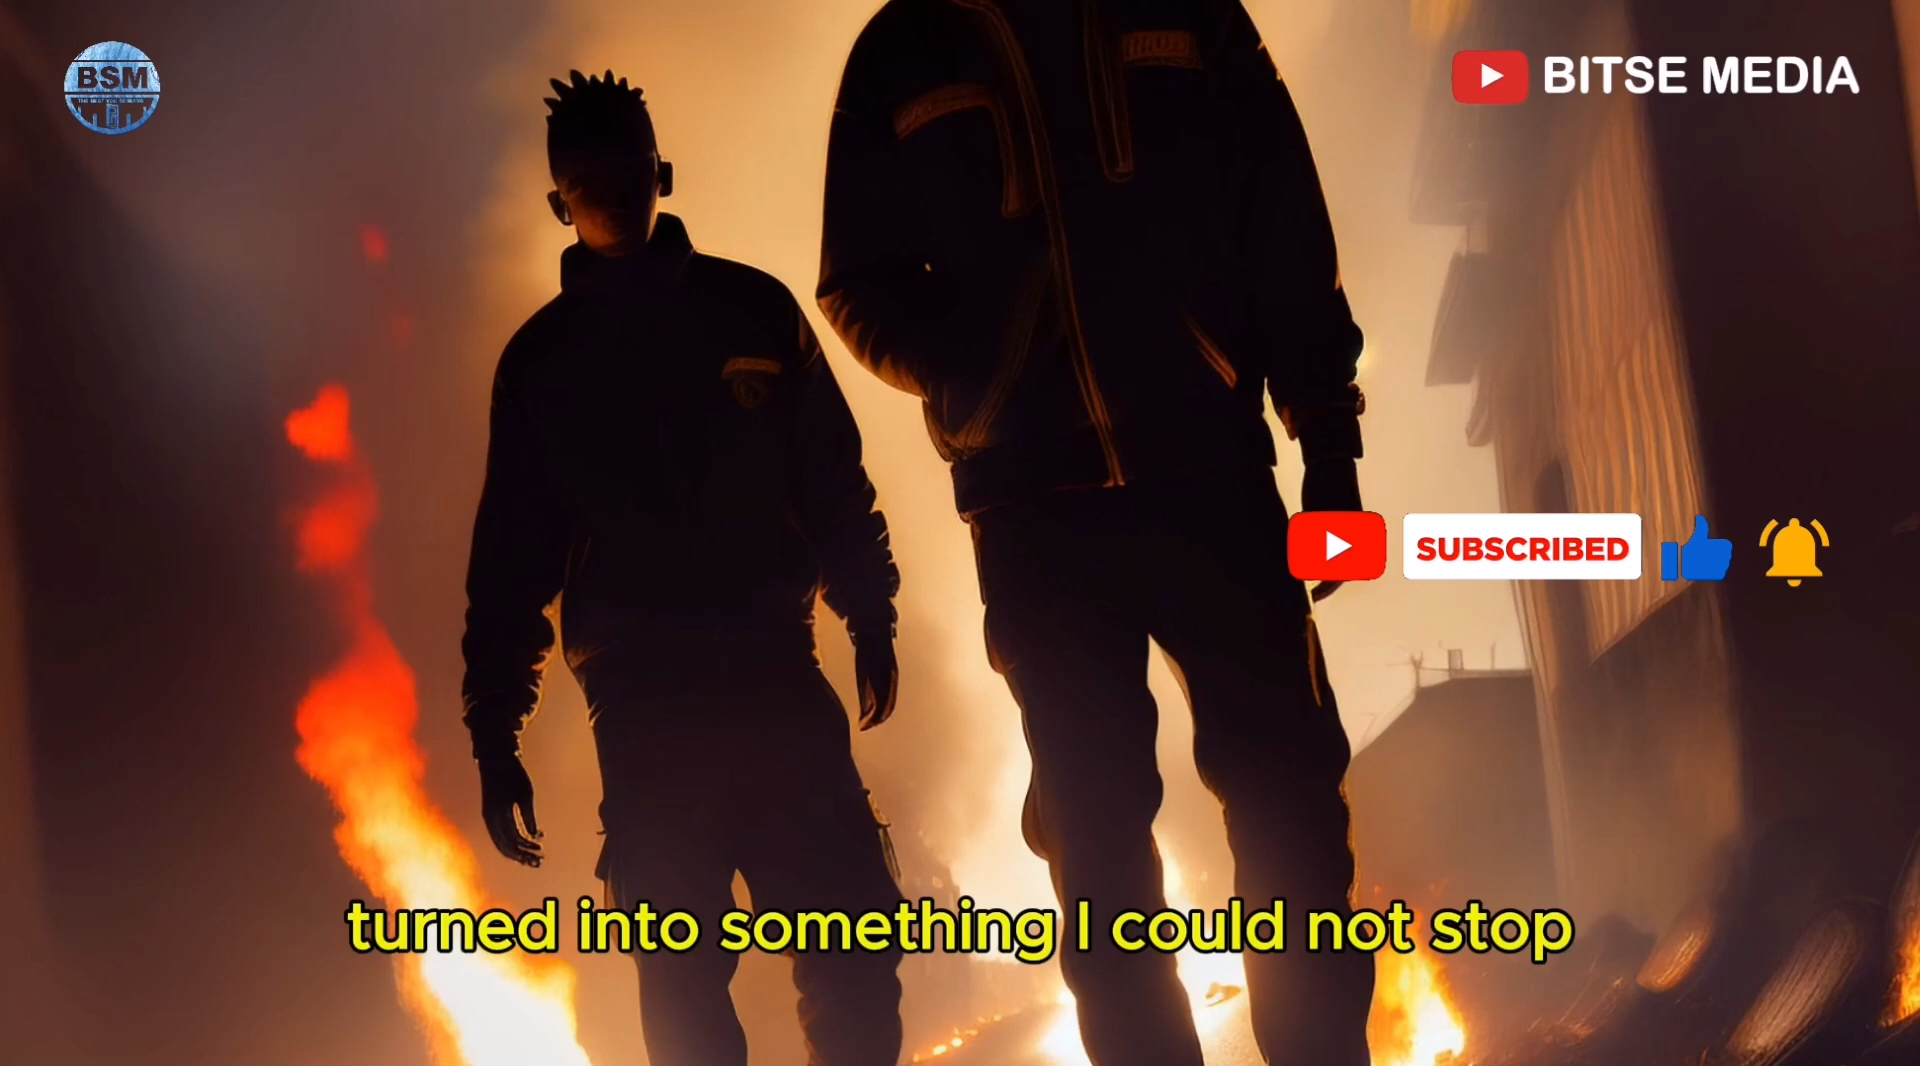 BSM
BITSE MEDIA
SUBSCRIBED
turned into something I could not stop